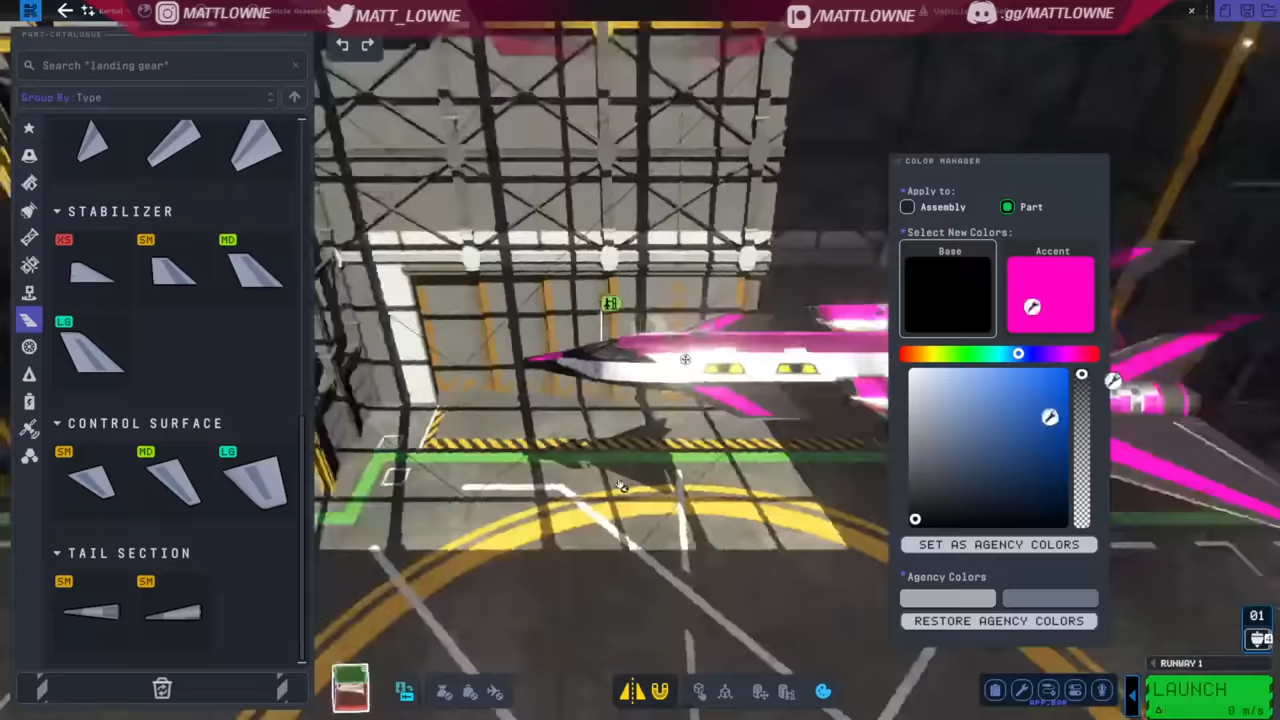 MATTLOWNE
MATT_LOWNE
/MATTLOWNE
.gg/MATTLOWNE
PART-CATALOGUE
Search "landing gear"
Group By: Type
STABILIZER
XS
SM
MD
LG
CONTROL SURFACE
SM
MD
LG
TAIL SECTION
SM
SM
COLOR MANAGER
*Apply to:
Assembly
Part
*Select New Colors:
Base
Accent
SET AS AGENCY COLORS
*Agency Colors
RESTORE AGENCY COLORS
01
RUNWAY 1
APP.BAR
LAUNCH
0 m/s